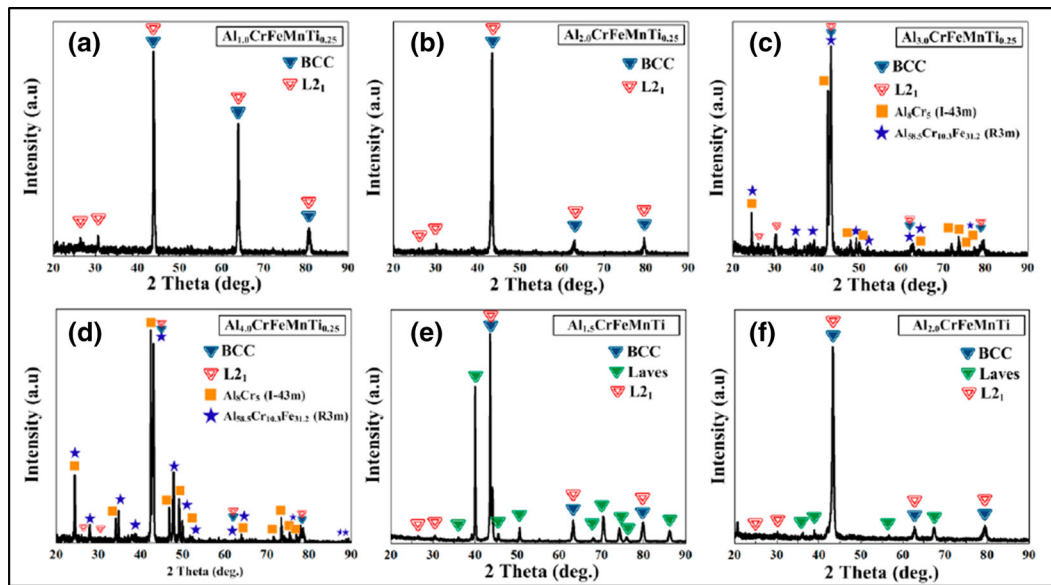 (a)
Al₁.₀CrFeMnTi₀.₂₅
BCC
L2₁
Intensity (a.u)
20 30 40 50 60 70 80 90
2 Theta (deg.)
(b)
Al₂.₀CrFeMnTi₀.₂₅
BCC
L2₁
Intensity (a.u)
20 30 40 50 60 70 80 90
2 Theta (deg.)
(c)
Al₃.₀CrFeMnTi₀.₂₅
BCC
L2₁
Al₈Cr₅ (I-43m)
Al₅₈.₅Cr₁₀.₃Fe₃₁.₂ (R3m)
Intensity (a.u)
20 30 40 50 60 70 80 90
2 Theta (deg.)
(d)
Al₄.₀CrFeMnTi₀.₂₅
BCC
L2₁
Al₈Cr₅ (I-43m)
Al₅₈.₅Cr₁₀.₃Fe₃₁.₂ (R3m)
Intensity (a.u)
20 30 40 50 60 70 80 90
2 Theta (deg.)
(e)
Al₁.₅CrFeMnTi
BCC
Laves
L2₁
Intensity (a.u)
20 30 40 50 60 70 80 90
2 Theta (deg.)
(f)
Al₂.₀CrFeMnTi
BCC
Laves
L2₁
Intensity (a.u)
20 30 40 50 60 70 80 90
2 Theta (deg.)